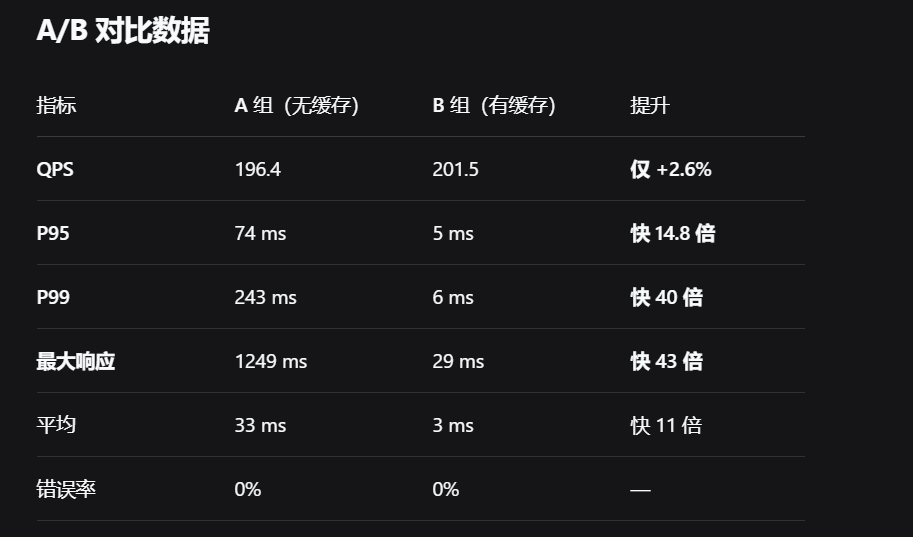 A/B 对比数据
指标 A 组（无缓存） B 组（有缓存） 提升
QPS 196.4 201.5 仅 +2.6%
P95 74 ms 5 ms 快 14.8 倍
P99 243 ms 6 ms 快 40 倍
最大响应 1249 ms 29 ms 快 43 倍
平均 33 ms 3 ms 快 11 倍
错误率 0% 0% —